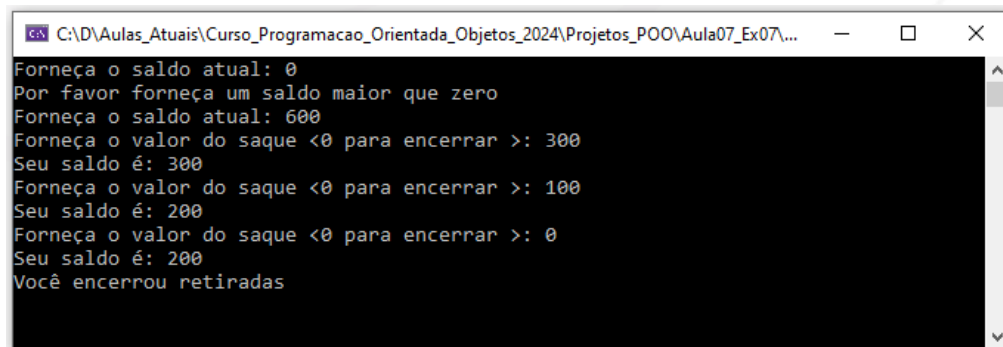 C:\D\Aulas_Atuais\Curso_Programacao_Orientada_Objetos_2024\Projetos_POO\Aula07_Ex07\...
Forneça o saldo atual: 0
Por favor forneça um saldo maior que zero
Forneça o saldo atual: 600
Forneça o valor do saque <0 para encerrar >: 300
Seu saldo é: 300
Forneça o valor do saque <0 para encerrar >: 100
Seu saldo é: 200
Forneça o valor do saque <0 para encerrar >: 0
Seu saldo é: 200
Você encerrou retiradas